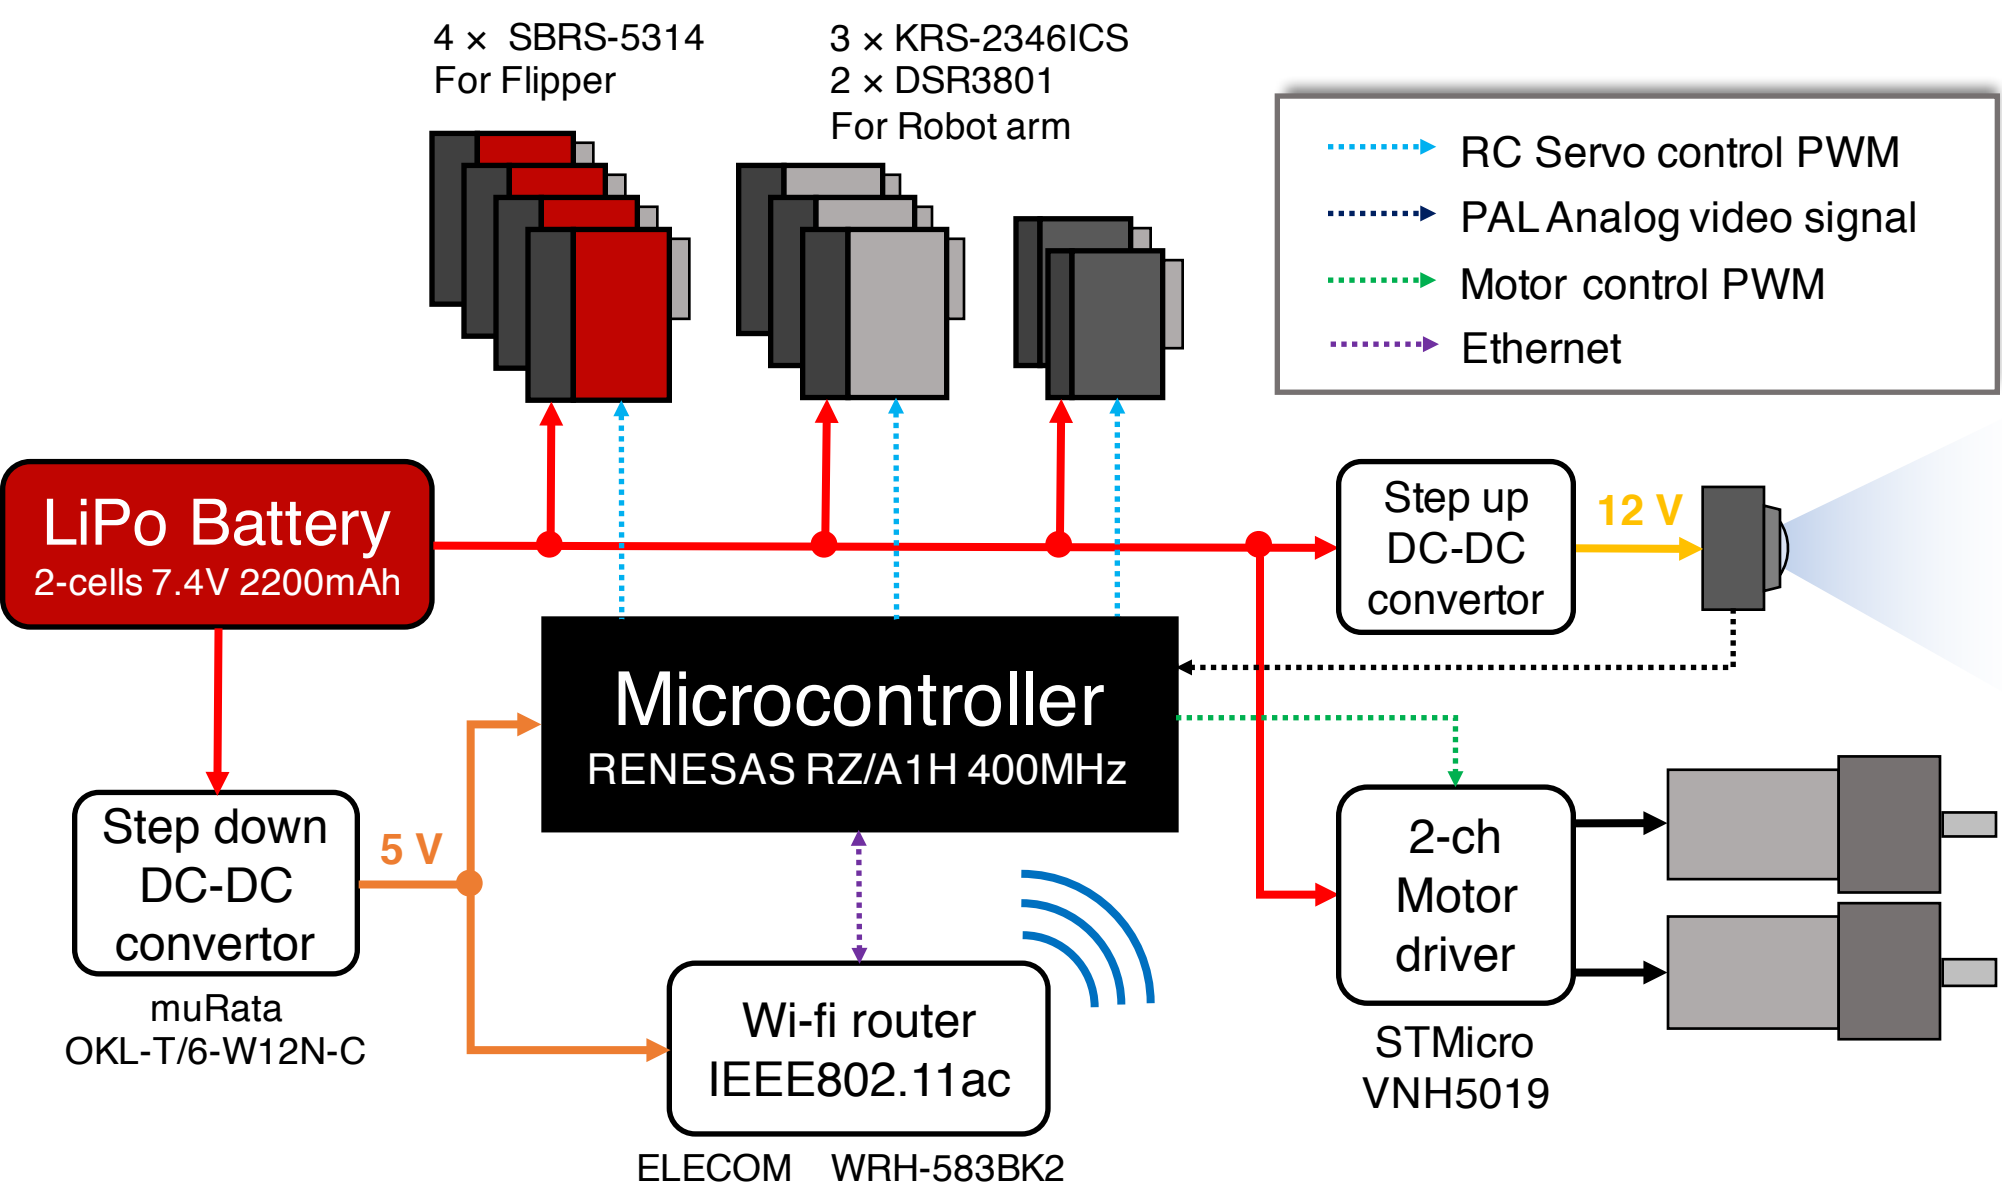 4 × SBRS-5314
For Flipper
3 × KRS-2346ICS
2 × DSR3801
For Robot arm
RC Servo control PWM
PAL Analog video signal
Motor control PWM
Ethernet
LiPo Battery
2-cells 7.4V 2200mAh
Step up
DC-DC
convertor
12 V
Microcontroller
RENESAS RZ/A1H 400MHz
Step down
DC-DC
convertor
5 V
muRata
OKL-T/6-W12N-C
Wi-fi router
IEEE802.11ac
ELECOM WRH-583BK2
2-ch
Motor
driver
STMicro
VNH5019